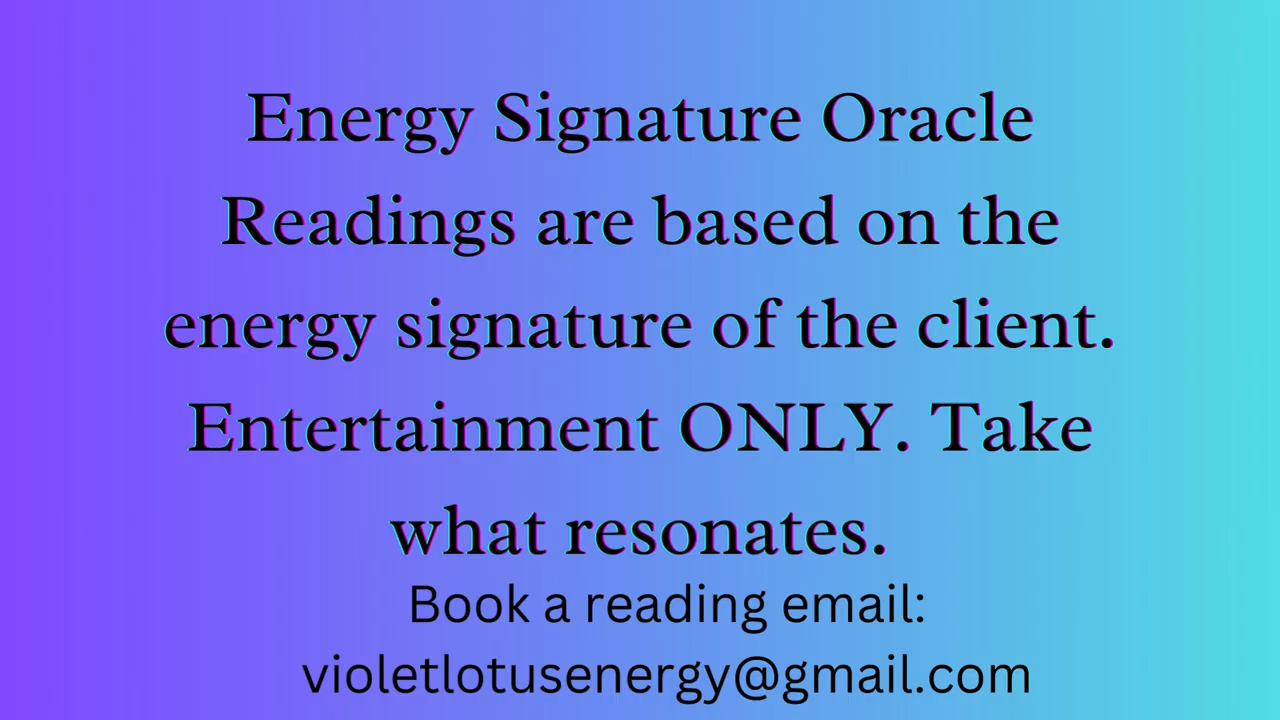 Energy Signature Oracle
Readings are based on the
energy signature of the client.
Entertainment ONLY. Take
what resonates.
Book a reading email:
violetlotusenergy@gmail.com